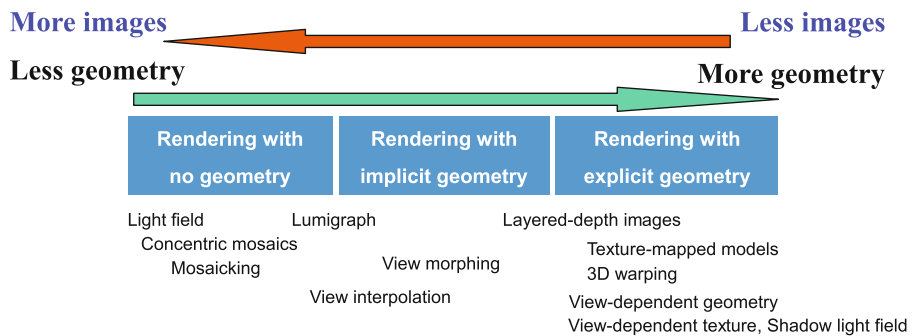 More images
Less images
Less geometry
More geometry
Rendering with
no geometry
Rendering with
implicit geometry
Rendering with
explicit geometry
Light field
Lumigraph
Layered-depth images
Concentric mosaics
Texture-mapped models
Mosaicking
View morphing
3D warping
View interpolation
View-dependent geometry
View-dependent texture, Shadow light field